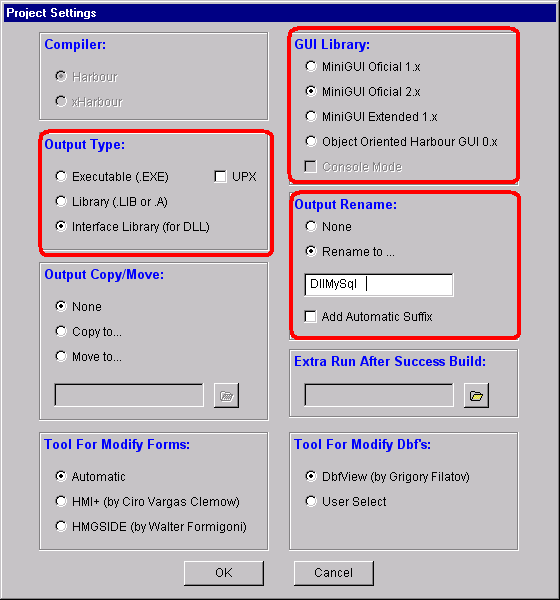 Project Settings
Compiler:
Harbour
xHarbour
GUI Library:
MiniGUI Oficial 1.x
MiniGUI Oficial 2.x
MiniGUI Extended 1.x
Object Oriented Harbour GUI 0.x
Console Mode
Output Type:
Executable (.EXE)
UPX
Library (.LIB or .A)
Interface Library (for DLL)
Output Rename:
None
Rename to ...
DllMySql
Add Automatic Suffix
Output Copy/Move:
None
Copy to...
Move to...
Extra Run After Success Build:
Tool For Modify Forms:
Automatic
HMI+ (by Ciro Vargas Clemow)
HMGSIDE (by Walter Formigoni)
Tool For Modify Dbf's:
DbfView (by Grigory Filatov)
User Select
OK
Cancel